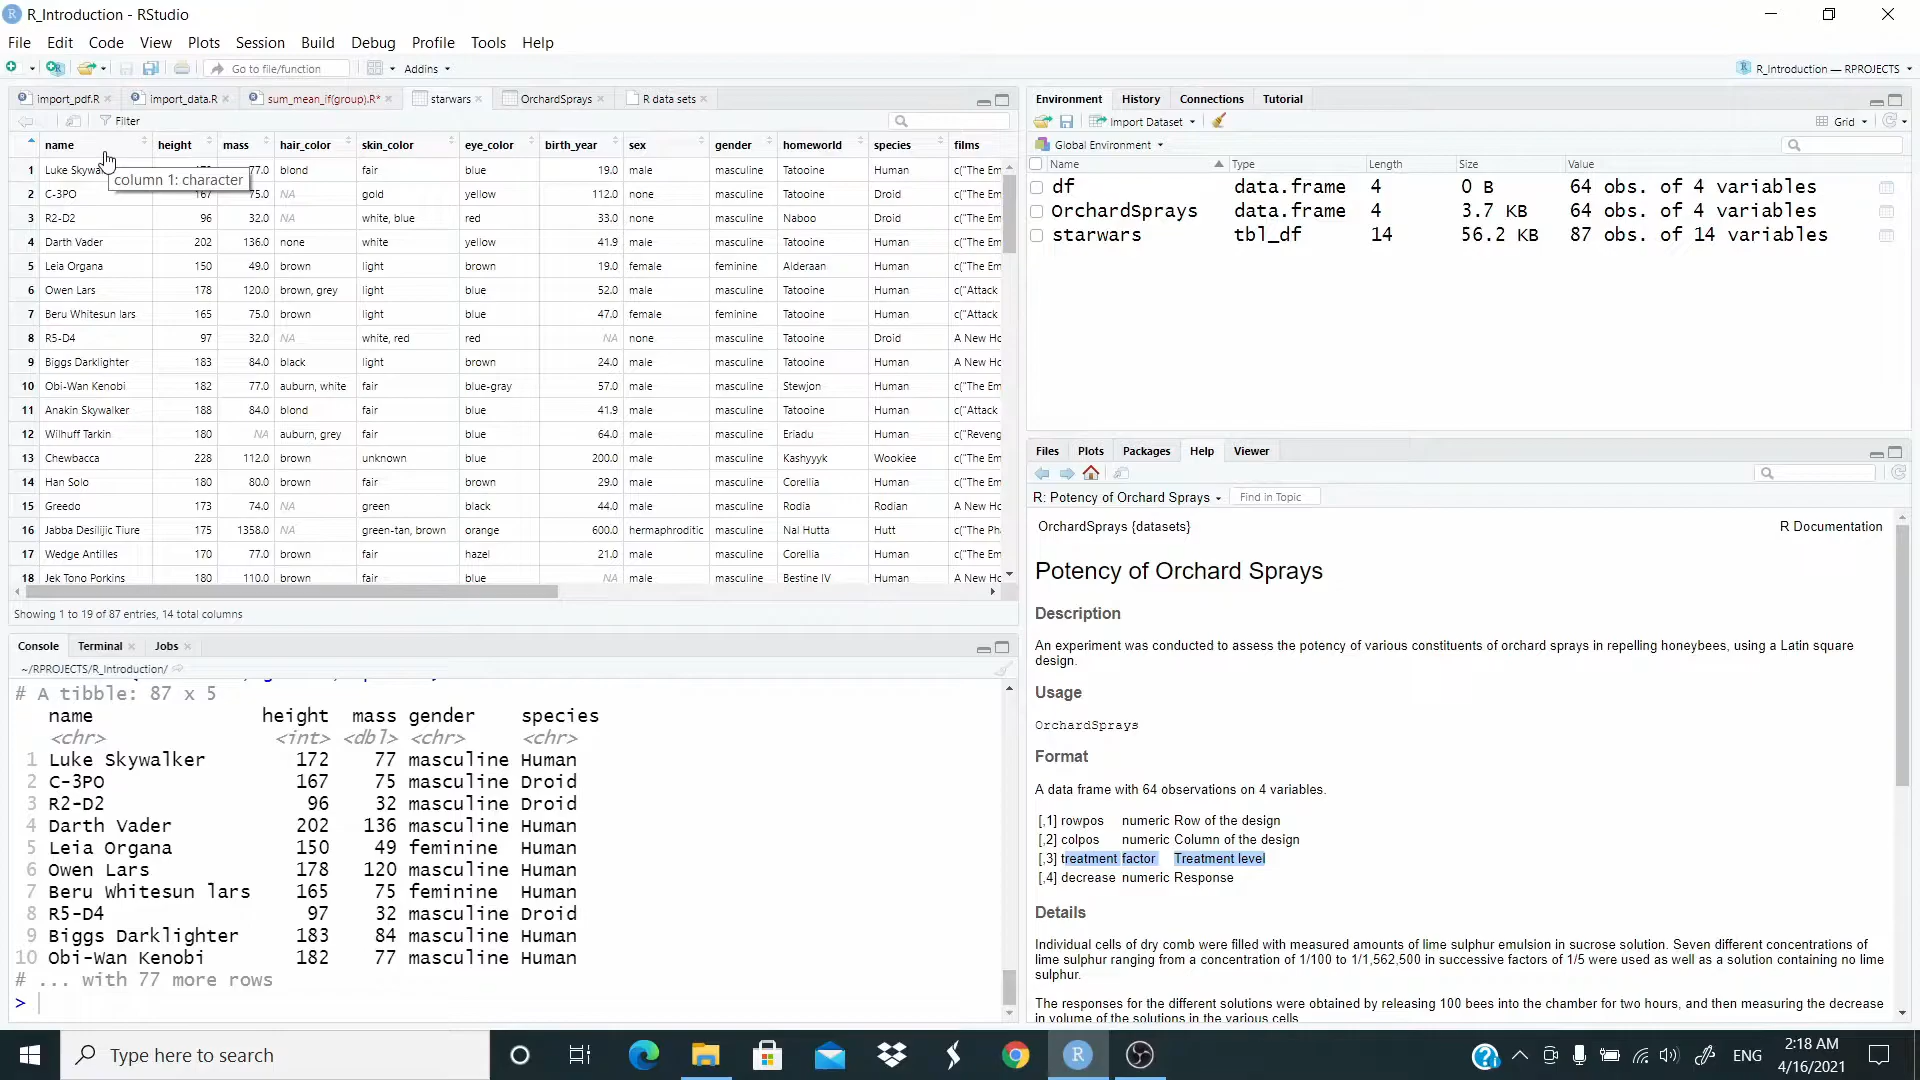 R_Introduction - RStudio
File Edit Code View Plots Session Build Debug Profile Tools Help
Go to file/function Addins R_Introduction — RPROJECTS
import_pdf.R import_data.R sum_mean_if(group).R* starwars OrchardSprays R data sets
Filter
name height mass hair_color skin_color eye_color birth_year sex gender homeworld species films
1 Luke Skywa 77.0 blond fair blue 19.0 male masculine Tatooine Human c("The Em
column 1: character
2 C-3PO 167 75.0 NA gold yellow 112.0 none masculine Tatooine Droid c("The Em
3 R2-D2 96 32.0 NA white, blue red 33.0 none masculine Naboo Droid c("The Em
4 Darth Vader 202 136.0 none white yellow 41.9 male masculine Tatooine Human c("The Em
5 Leia Organa 150 49.0 brown light brown 19.0 female feminine Alderaan Human c("The Em
6 Owen Lars 178 120.0 brown, grey light blue 52.0 male masculine Tatooine Human c("Attack
7 Beru Whitesun lars 165 75.0 brown light blue 47.0 female feminine Tatooine Human c("Attack
8 R5-D4 97 32.0 NA white, red red NA none masculine Tatooine Droid A New Ho
9 Biggs Darklighter 183 84.0 black light brown 24.0 male masculine Tatooine Human A New Ho
10 Obi-Wan Kenobi 182 77.0 auburn, white fair blue-gray 57.0 male masculine Stewjon Human c("The Em
11 Anakin Skywalker 188 84.0 blond fair blue 41.9 male masculine Tatooine Human c("Attack
12 Wilhuff Tarkin 180 NA auburn, grey fair blue 64.0 male masculine Eriadu Human c("Reveng
13 Chewbacca 228 112.0 brown unknown blue 200.0 male masculine Kashyyyk Wookiee c("The Em
14 Han Solo 180 80.0 brown fair brown 29.0 male masculine Corellia Human c("The Em
15 Greedo 173 74.0 NA green black 44.0 male masculine Rodia Rodian A New Ho
16 Jabba Desilijic Tiure 175 1358.0 NA green-tan, brown orange 600.0 hermaphroditic masculine Nal Hutta Hutt c("The Ph
17 Wedge Antilles 170 77.0 brown fair hazel 21.0 male masculine Corellia Human c("The Em
18 Jek Tono Porkins 180 110.0 brown fair blue NA male masculine Bestine IV Human A New Ho
Showing 1 to 19 of 87 entries, 14 total columns
Console Terminal Jobs
~/RPROJECTS/R_Introduction/
# A tibble: 87 x 5
name height mass gender species
<chr> <int> <dbl> <chr> <chr>
1 Luke Skywalker 172 77 masculine Human
2 C-3PO 167 75 masculine Droid
3 R2-D2 96 32 masculine Droid
4 Darth Vader 202 136 masculine Human
5 Leia Organa 150 49 feminine Human
6 Owen Lars 178 120 masculine Human
7 Beru Whitesun lars 165 75 feminine Human
8 R5-D4 97 32 masculine Droid
9 Biggs Darklighter 183 84 masculine Human
10 Obi-Wan Kenobi 182 77 masculine Human
# ... with 77 more rows
>
Environment History Connections Tutorial
Import Dataset Grid
Global Environment
Name Type Length Size Value
df data.frame 4 0 B 64 obs. of 4 variables
OrchardSprays data.frame 4 3.7 KB 64 obs. of 4 variables
starwars tbl_df 14 56.2 KB 87 obs. of 14 variables
Files Plots Packages Help Viewer
R: Potency of Orchard Sprays Find in Topic
OrchardSprays {datasets} R Documentation
Potency of Orchard Sprays
Description
An experiment was conducted to assess the potency of various constituents of orchard sprays in repelling honeybees, using a Latin square
design.
Usage
OrchardSprays
Format
A data frame with 64 observations on 4 variables.
[,1] rowpos numeric Row of the design
[,2] colpos numeric Column of the design
[,3] treatment factor Treatment level
[,4] decrease numeric Response
Details
Individual cells of dry comb were filled with measured amounts of lime sulphur emulsion in sucrose solution. Seven different concentrations of
lime sulphur ranging from a concentration of 1/100 to 1/1,562,500 in successive factors of 1/5 were used as well as a solution containing no lime
sulphur.
The responses for the different solutions were obtained by releasing 100 bees into the chamber for two hours, and then measuring the decrease
in volume of the solutions in the various cells
Type here to search
ENG
2:18 AM
4/16/2021